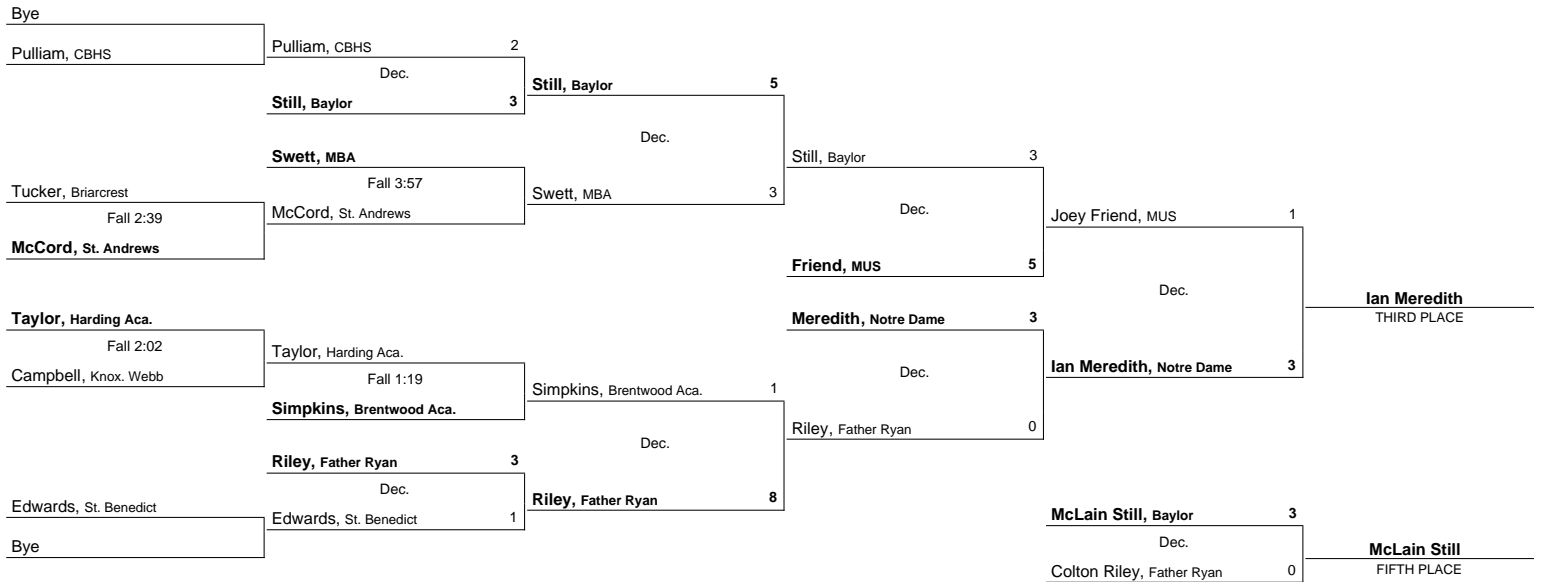 Bye
Pulliam, CBHS
Tucker, Briarcrest
Fall 2:39
McCord, St. Andrews
Taylor, Harding Aca.
Fall 2:02
Campbell, Knox. Webb
Edwards, St. Benedict
Bye
Pulliam, CBHS 2
Dec.
Still, Baylor 3
Swett, MBA
Fall 3:57
McCord, St. Andrews
Taylor, Harding Aca.
Fall 1:19
Simpkins, Brentwood Aca.
Riley, Father Ryan 3
Dec.
Edwards, St. Benedict 1
Still, Baylor 5
Dec.
Swett, MBA 3
Simpkins, Brentwood Aca. 1
Dec.
Riley, Father Ryan 8
Still, Baylor 3
Dec.
Friend, MUS 5
Meredith, Notre Dame 3
Dec.
Riley, Father Ryan 0
Joey Friend, MUS 1
Dec.
Ian Meredith, Notre Dame 3
Ian Meredith
THIRD PLACE
McLain Still, Baylor 3
Dec.
Colton Riley, Father Ryan 0
McLain Still
FIFTH PLACE